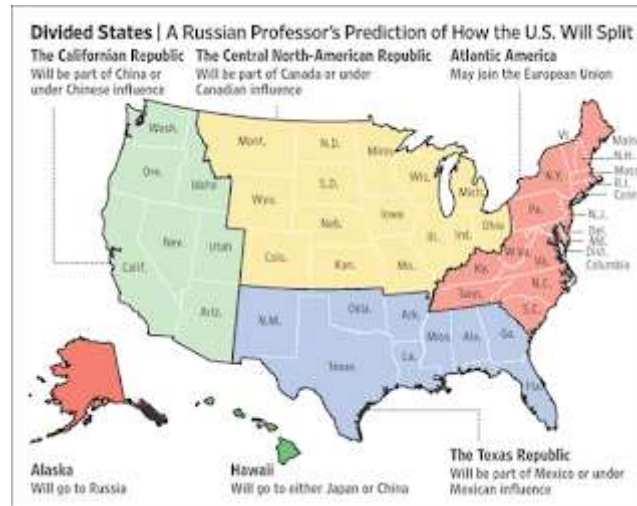 Divided States | A Russian Professor's Prediction of How the U.S. Will Split
The Californian Republic
Will be part of China or
under Chinese influence
The Central North-American Republic
Will be part of Canada or under
Canadian influence
Atlantic America
May join the European Union
Wash.
Ore.
Idaho
Nev.
Utah
Calif.
Ariz.
Mont.
N.D.
Minn.
Wis.
Mich.
Wyo.
S.D.
Neb.
Iowa
Ill.
Ind.
Ohio
Colo.
Kan.
Mo.
Maine
N.H.
Mass.
R.I.
Conn.
N.Y.
Pa.
N.J.
Del.
Md.
Dist.
Columbia
W.Va.
Va.
Ky.
Tenn.
N.C.
S.C.
N.M.
Okla.
Ark.
Texas
La.
Miss.
Ala.
Ga.
Fla.
Alaska
Will go to Russia
Hawaii
Will go to either Japan or China
The Texas Republic
Will be part of Mexico or under
Mexican influence